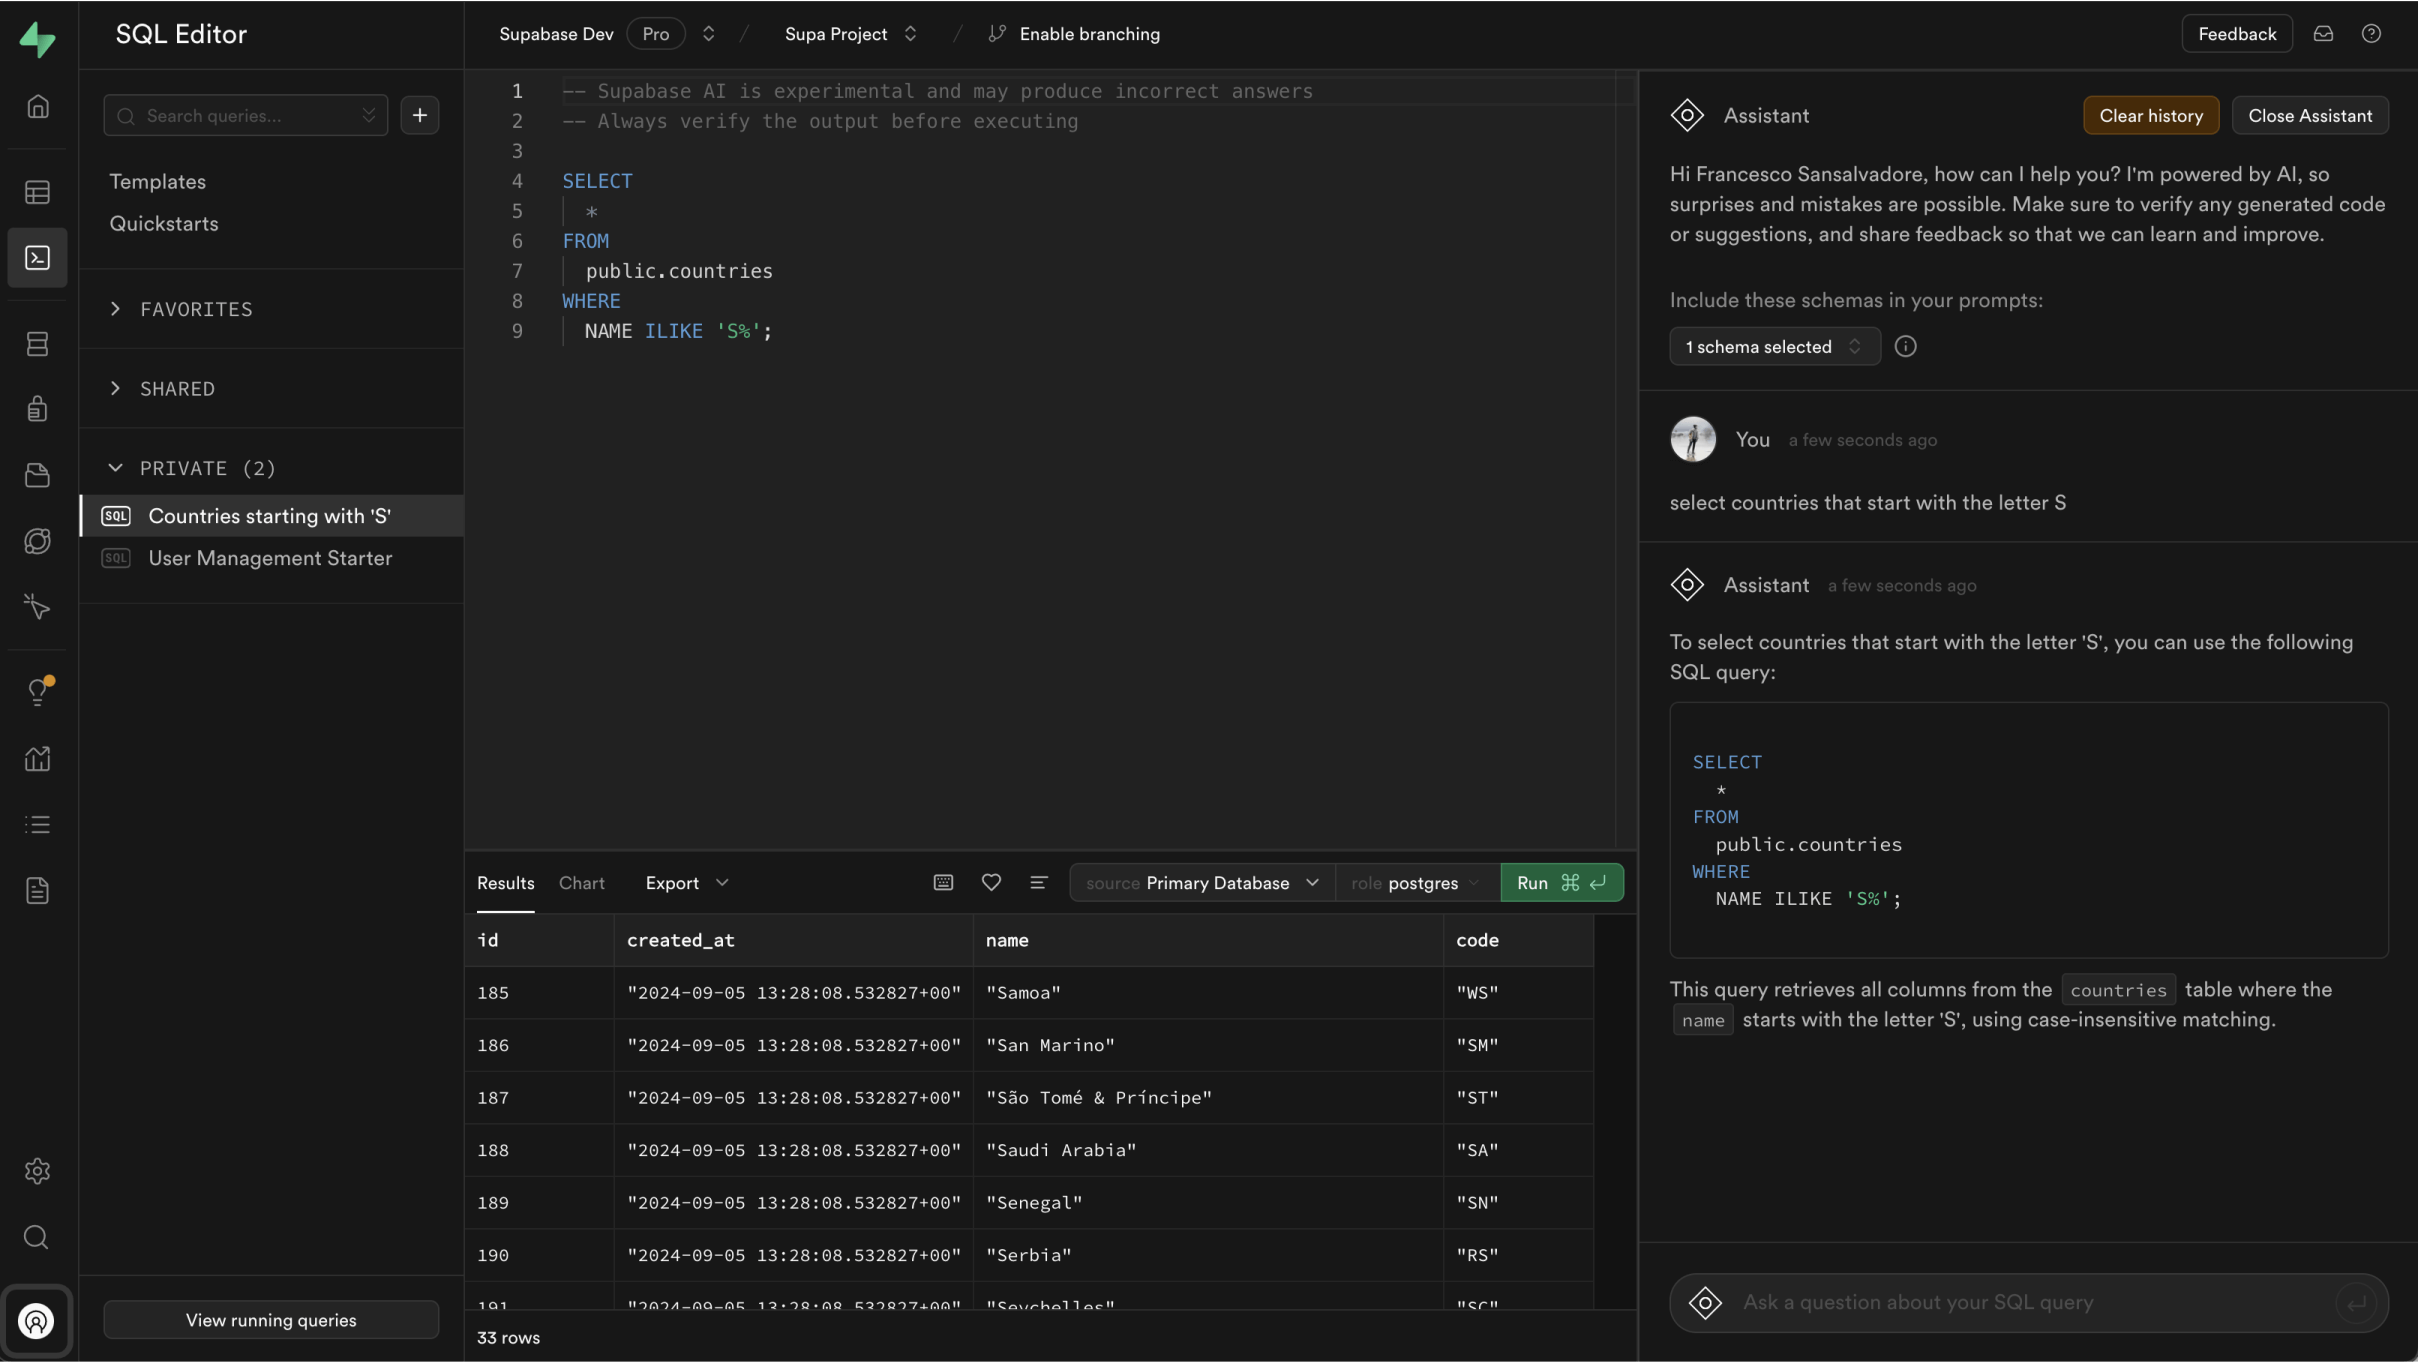 SQL Editor
Supabase Dev
Pro
/
Supa Project
/
Enable branching
Feedback
Search queries...
Templates
Quickstarts
FAVORITES
SHARED
PRIVATE (2)
SQL Countries starting with 'S'
SQL User Management Starter
View running queries
1 -- Supabase AI is experimental and may produce incorrect answers
2 -- Always verify the output before executing
3
4 SELECT
5 *
6 FROM
7 public.countries
8 WHERE
9 NAME ILIKE 'S%';
Results Chart Export
source Primary Database
role postgres
Run ⌘
id created_at name code
185 "2024-09-05 13:28:08.532827+00" "Samoa" "WS"
186 "2024-09-05 13:28:08.532827+00" "San Marino" "SM"
187 "2024-09-05 13:28:08.532827+00" "São Tomé & Príncipe" "ST"
188 "2024-09-05 13:28:08.532827+00" "Saudi Arabia" "SA"
189 "2024-09-05 13:28:08.532827+00" "Senegal" "SN"
190 "2024-09-05 13:28:08.532827+00" "Serbia" "RS"
191 "2024-09-05 13:28:08.532827+00" "Seychelles" "SC"
33 rows
Assistant
Clear history
Close Assistant
Hi Francesco Sansalvadore, how can I help you? I'm powered by AI, so
surprises and mistakes are possible. Make sure to verify any generated code
or suggestions, and share feedback so that we can learn and improve.
Include these schemas in your prompts:
1 schema selected
You a few seconds ago
select countries that start with the letter S
Assistant a few seconds ago
To select countries that start with the letter 'S', you can use the following
SQL query:
SELECT
*
FROM
public.countries
WHERE
NAME ILIKE 'S%';
This query retrieves all columns from the countries table where the
name starts with the letter 'S', using case-insensitive matching.
Ask a question about your SQL query